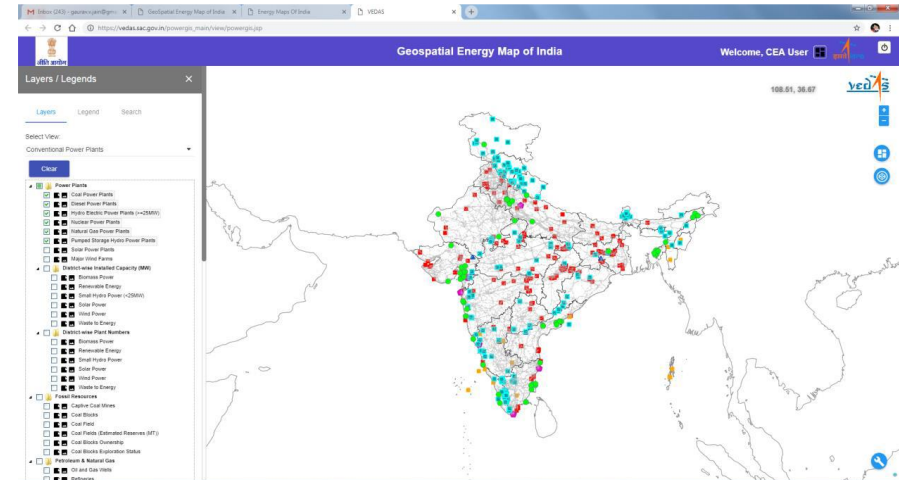 Inbox (243) - gaurav.vjain@gma
Geospatial Energy Map of India
Energy Maps Of India
VEDAS
https://vedas.sac.gov.in/powergis_main/view/powergis.jsp
नीति आयोग
Geospatial Energy Map of India
Welcome, CEA User
Layers / Legends
×
Layers
Legend
Search
Select View:
Conventional Power Plants
Clear
Power Plants
Coal Power Plants
Diesel Power Plants
Hydro Electric Power Plants (>=25MW)
Nuclear Power Plants
Natural Gas Power Plants
Pumped Storage Hydro Power Plants
Solar Power Plants
Major Wind Farms
District-wise Installed Capacity (MW)
Biomass Power
Renewable Energy
Small Hydro Power (<25MW)
Solar Power
Wind Power
Waste to Energy
District-wise Plant Numbers
Biomass Power
Renewable Energy
Small Hydro Power
Solar Power
Wind Power
Waste to Energy
Fossil Resources
Captive Coal Mines
Coal Blocks
Coal Field
Coal Fields (Estimated Reserves (MT))
Coal Blocks Ownership
Coal Blocks Exploration Status
Petroleum & Natural Gas
Oil and Gas Wells
Refineries
108.51, 36.67
VEDAS
+
−